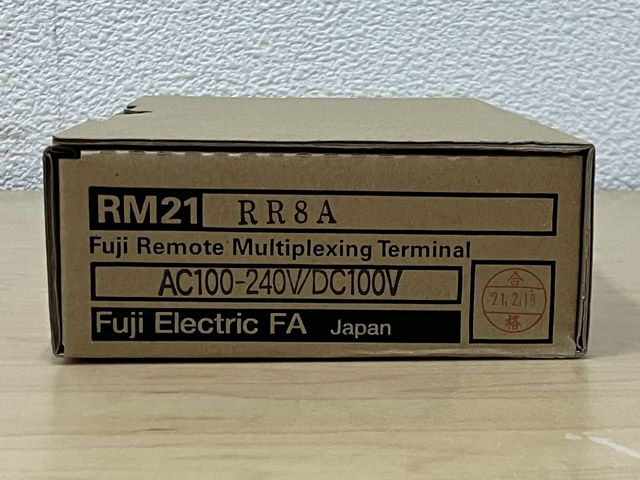 RM21 RR8A
Fuji Remote Multiplexing Terminal
AC100-240V/DC100V
Fuji Electric FA Japan
合
21.2.19
格